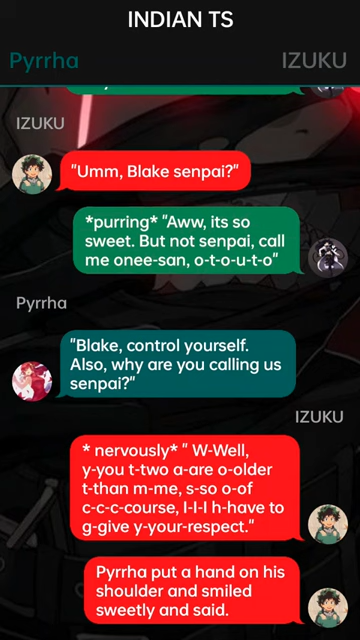 INDIAN TS
Pyrrha IZUKU
IZUKU
"Umm, Blake senpai?"
*purring* "Aww, its so
sweet. But not senpai, call
me onee-san, o-t-o-u-t-o"
Pyrrha
"Blake, control yourself.
Also, why are you calling us
senpai?"
IZUKU
* nervously* " W-Well,
y-you t-two a-are o-older
t-than m-me, s-so o-of
c-c-c-course, I-I-I h-have to
g-give y-your-respect."
Pyrrha put a hand on his
shoulder and smiled
sweetly and said.